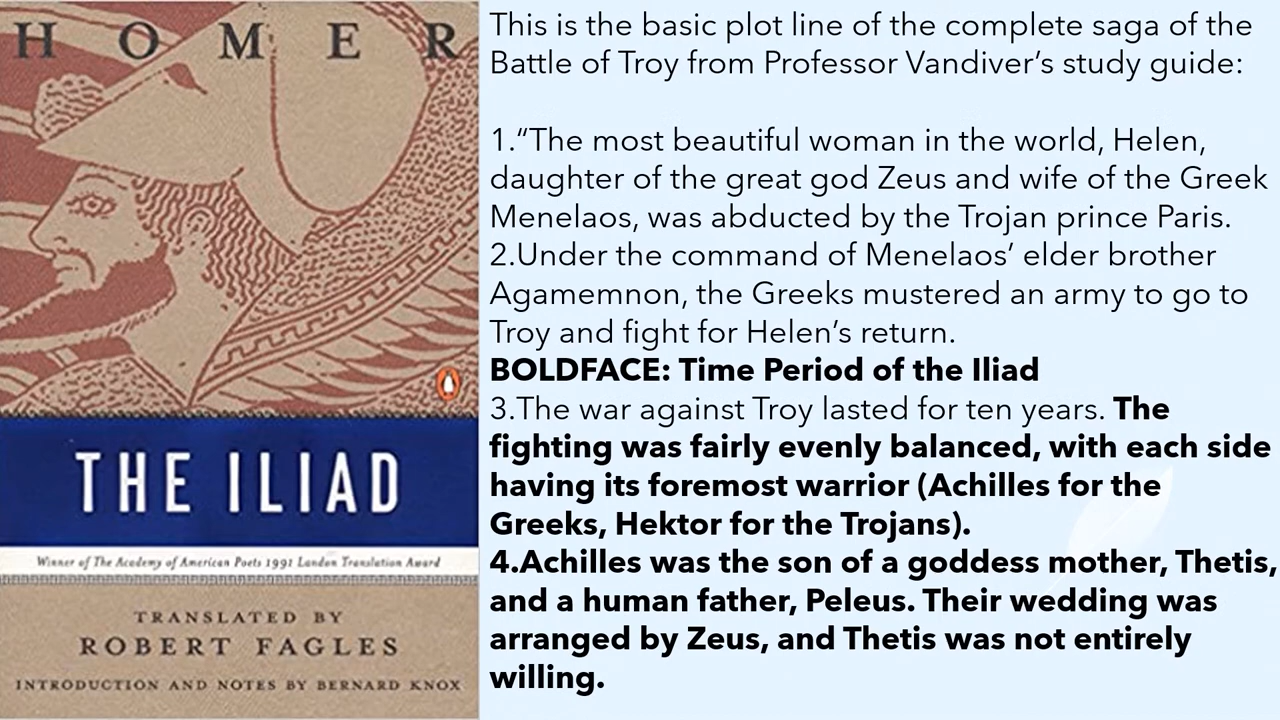 HOMER
THE ILIAD
Winner of The Academy of American Poets 1991 Landon Translation Award
TRANSLATED BY
ROBERT FAGLES
INTRODUCTION AND NOTES BY BERNARD KNOX
This is the basic plot line of the complete saga of the
Battle of Troy from Professor Vandiver’s study guide:
1.“The most beautiful woman in the world, Helen,
daughter of the great god Zeus and wife of the Greek
Menelaos, was abducted by the Trojan prince Paris.
2.Under the command of Menelaos’ elder brother
Agamemnon, the Greeks mustered an army to go to
Troy and fight for Helen’s return.
BOLDFACE: Time Period of the Iliad
3.The war against Troy lasted for ten years. The
fighting was fairly evenly balanced, with each side
having its foremost warrior (Achilles for the
Greeks, Hektor for the Trojans).
4.Achilles was the son of a goddess mother, Thetis,
and a human father, Peleus. Their wedding was
arranged by Zeus, and Thetis was not entirely
willing.